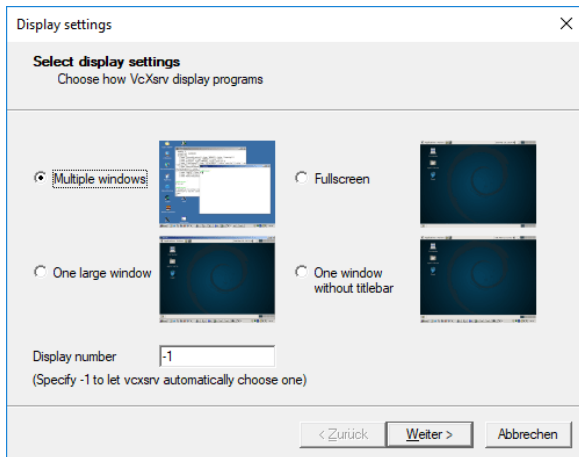 Display settings
Select display settings
Choose how VcXsrv display programs
Multiple windows
Fullscreen
One large window
One window
without titlebar
Display number
-1
(Specify -1 to let vcxsrv automatically choose one)
< Zurück
Weiter >
Abbrechen